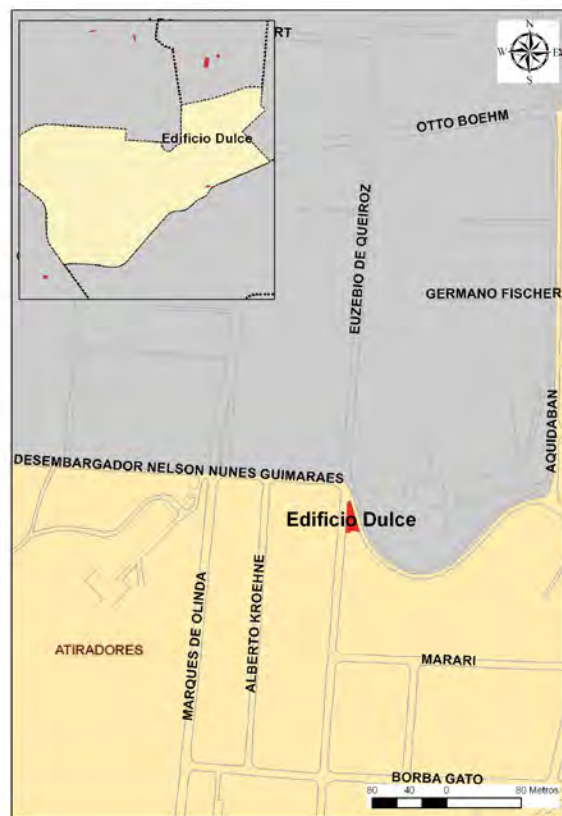 RT
Edificio Dulce
N
W
E
S
OTTO BOEHM
EUZEBIO DE QUEIROZ
GERMANO FISCHER
AQUIDABAN
DESEMBARGADOR NELSON NUNES GUIMARAES
Edificio Dulce
MARQUES DE OLINDA
ALBERTO KROEHNE
ATIRADORES
MARARI
BORBA GATO
80 40 0 80 Metros